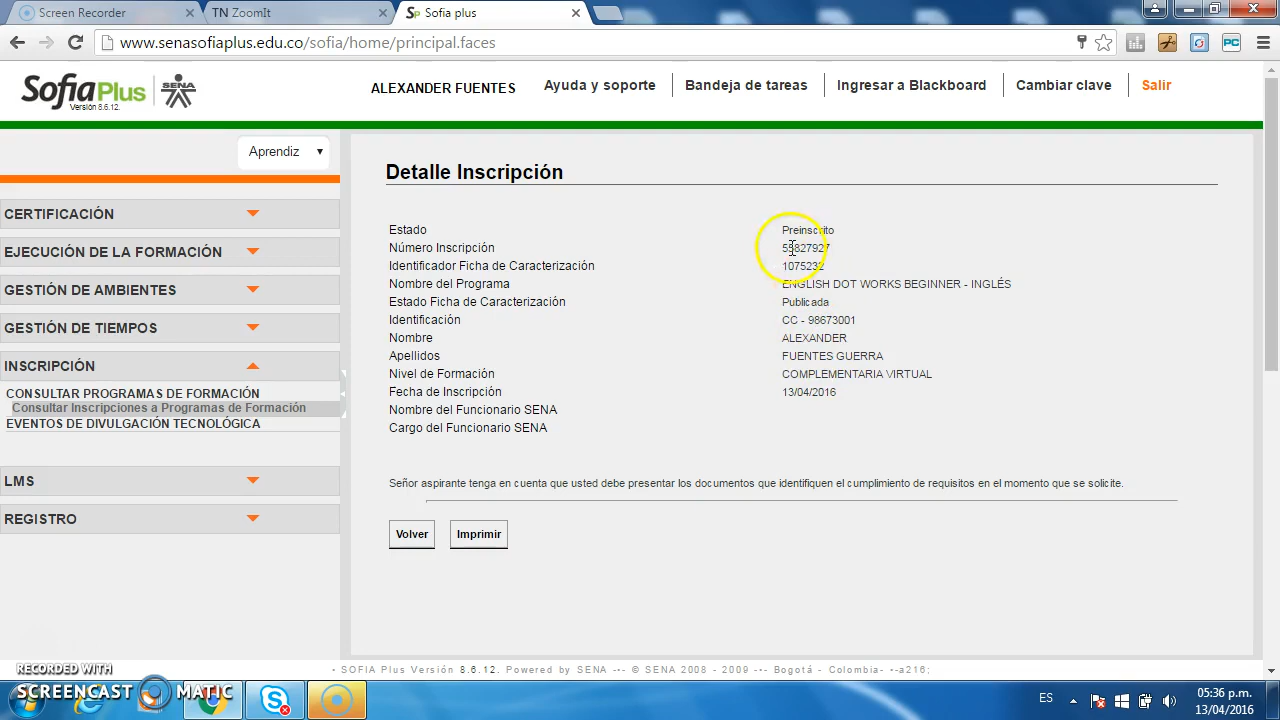 Screen Recorder
TN ZoomIt
Sp Sofia plus
www.senasofiaplus.edu.co/sofia/home/principal.faces
PC
SofiaPlus
Versión 8.6.12.
SENA
ALEXANDER FUENTES
Ayuda y soporte
Bandeja de tareas
Ingresar a Blackboard
Cambiar clave
Salir
Aprendiz
CERTIFICACIÓN
EJECUCIÓN DE LA FORMACIÓN
GESTIÓN DE AMBIENTES
GESTIÓN DE TIEMPOS
INSCRIPCIÓN
CONSULTAR PROGRAMAS DE FORMACIÓN
Consultar Inscripciones a Programas de Formación
EVENTOS DE DIVULGACIÓN TECNOLÓGICA
LMS
REGISTRO
Detalle Inscripción
Estado Preinscrito
Número Inscripción
Identificador Ficha de Caracterización 1075232
Nombre del Programa ENGLISH DOT WORKS BEGINNER - INGLÉS
Estado Ficha de Caracterización Publicada
Identificación CC - 98673001
Nombre ALEXANDER
Apellidos FUENTES GUERRA
Nivel de Formación COMPLEMENTARIA VIRTUAL
Fecha de Inscripción 13/04/2016
Nombre del Funcionario SENA
Cargo del Funcionario SENA
Señor aspirante tenga en cuenta que usted debe presentar los documentos que identifiquen el cumplimiento de requisitos en el momento que se solicite.
Volver
Imprimir
• SOFIA Plus Versión 8.6.12. Powered by SENA --- © SENA 2008 - 2009 --- Bogotá - Colombia- --a216;
RECORDED WITH
SCREENCAST MATIC
ES
05:36 p.m.
13/04/2016